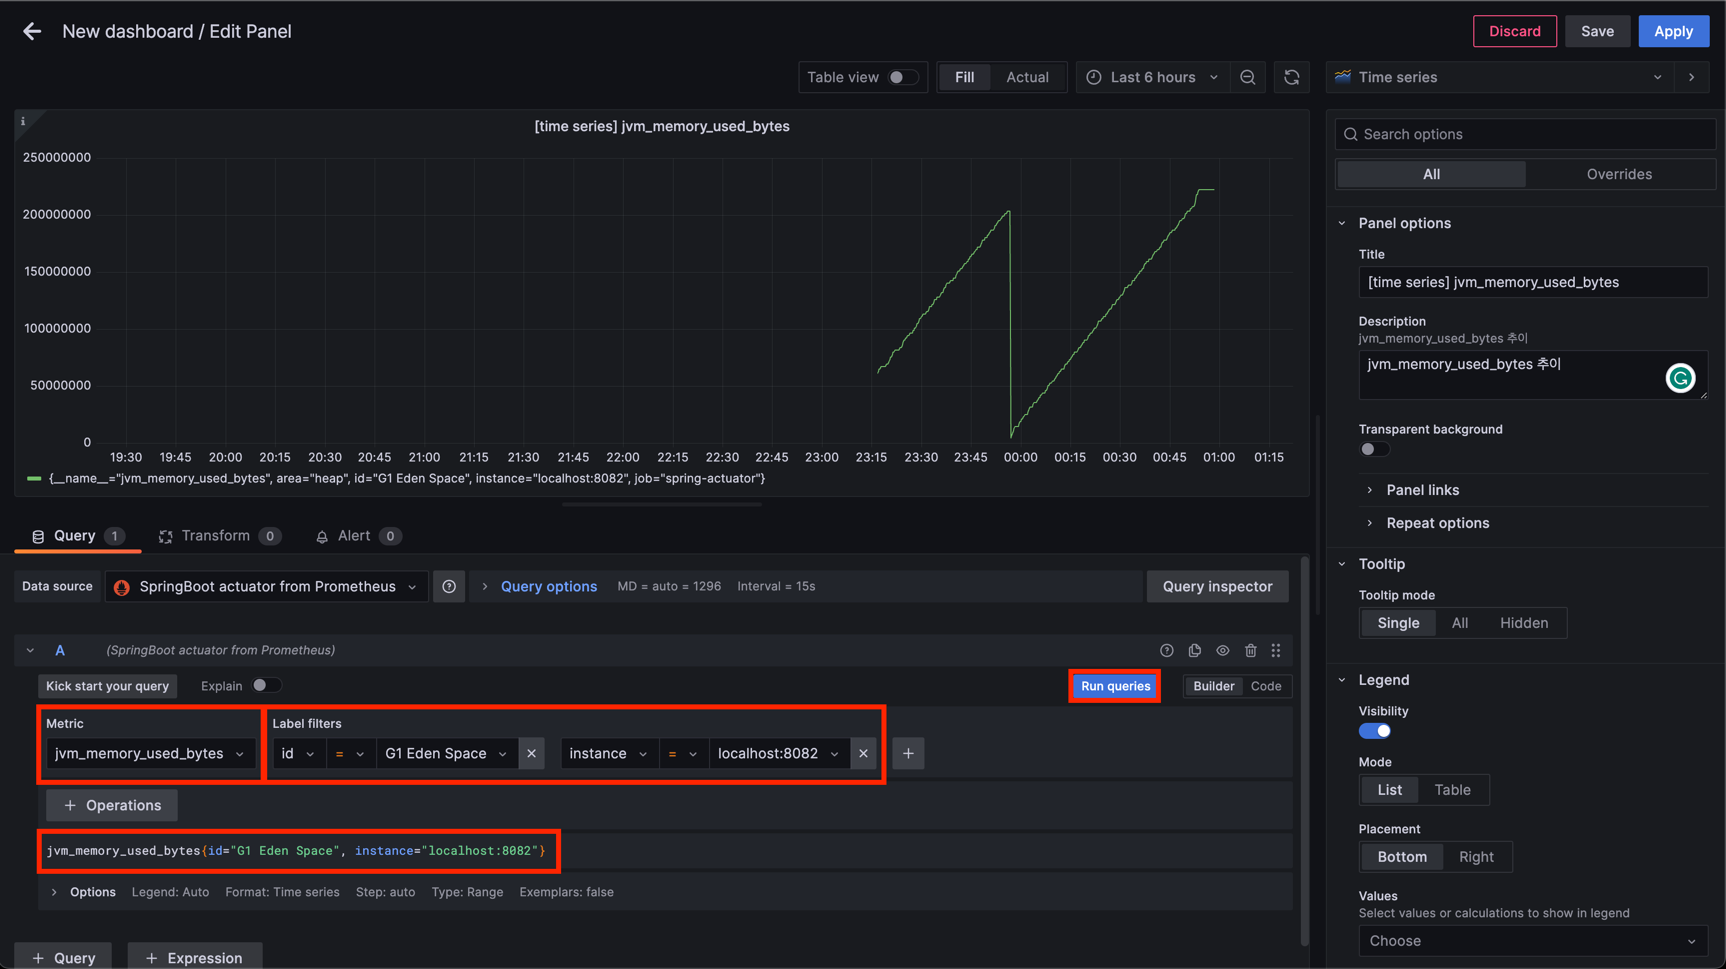 New dashboard / Edit Panel
Discard
Save
Apply
Table view
Fill
Actual
Last 6 hours
Time series
[time series] jvm_memory_used_bytes
250000000
200000000
150000000
100000000
50000000
0
19:30 19:45 20:00 20:15 20:30 20:45 21:00 21:15 21:30 21:45 22:00 22:15 22:30 22:45 23:00 23:15 23:30 23:45 00:00 00:15 00:30 00:45 01:00 01:15
{__name__="jvm_memory_used_bytes", area="heap", id="G1 Eden Space", instance="localhost:8082", job="spring-actuator"}
Query 1
Transform 0
Alert 0
Data source
SpringBoot actuator from Prometheus
Query options
MD = auto = 1296
Interval = 15s
Query inspector
A
(SpringBoot actuator from Prometheus)
Kick start your query
Explain
Run queries
Builder
Code
Metric
Label filters
jvm_memory_used_bytes
id
=
G1 Eden Space
instance
=
localhost:8082
+ Operations
jvm_memory_used_bytes{id="G1 Eden Space", instance="localhost:8082"}
Options
Legend: Auto
Format: Time series
Step: auto
Type: Range
Exemplars: false
+ Query
+ Expression
Search options
All
Overrides
Panel options
Title
[time series] jvm_memory_used_bytes
Description
jvm_memory_used_bytes 추이
jvm_memory_used_bytes 추이
Transparent background
Panel links
Repeat options
Tooltip
Tooltip mode
Single
All
Hidden
Legend
Visibility
Mode
List
Table
Placement
Bottom
Right
Values
Select values or calculations to show in legend
Choose